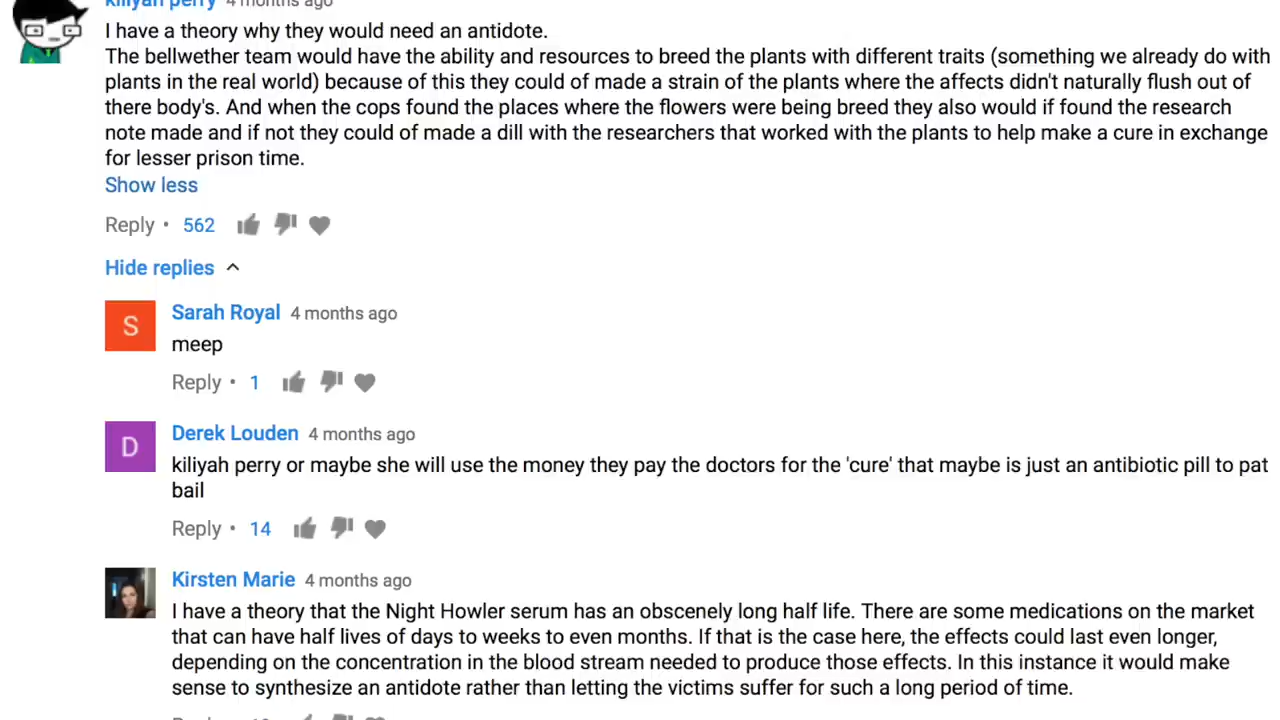 kiliyah perry 4 months ago
I have a theory why they would need an antidote.
The bellwether team would have the ability and resources to breed the plants with different traits (something we already do with
plants in the real world) because of this they could of made a strain of the plants where the affects didn't naturally flush out of
there body's. And when the cops found the places where the flowers were being breed they also would if found the research
note made and if not they could of made a dill with the researchers that worked with the plants to help make a cure in exchange
for lesser prison time.
Show less
Reply • 562
Hide replies
S
Sarah Royal 4 months ago
meep
Reply • 1
D
Derek Louden 4 months ago
kiliyah perry or maybe she will use the money they pay the doctors for the 'cure' that maybe is just an antibiotic pill to pat
bail
Reply • 14
Kirsten Marie 4 months ago
I have a theory that the Night Howler serum has an obscenely long half life. There are some medications on the market
that can have half lives of days to weeks to even months. If that is the case here, the effects could last even longer,
depending on the concentration in the blood stream needed to produce those effects. In this instance it would make
sense to synthesize an antidote rather than letting the victims suffer for such a long period of time.